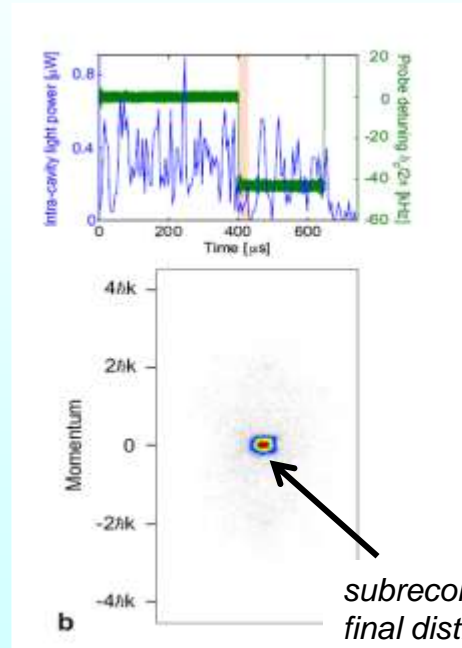 Intra-cavity light power [μW]
0.8
0.4
0
20
0
-20
-40
-60
Probe detuning
[kHz]
0
200
400
600
Time [μs]
4ℏk
2ℏk
0
-2ℏk
-4ℏk
Momentum
b
final